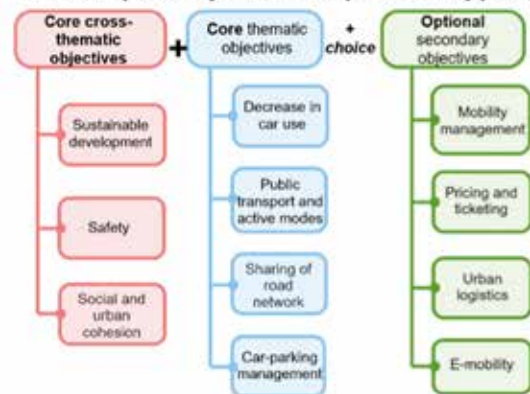 Core cross-
thematic
objectives
+
Core thematic
objectives
+
choice
Optional
secondary
objectives
Sustainable
development
Safety
Social and
urban
cohesion
Decrease in
car use
Public
transport and
active modes
Sharing of
road
network
Car-parking
management
Mobility
management
Pricing and
ticketing
Urban
logistics
E-mobility